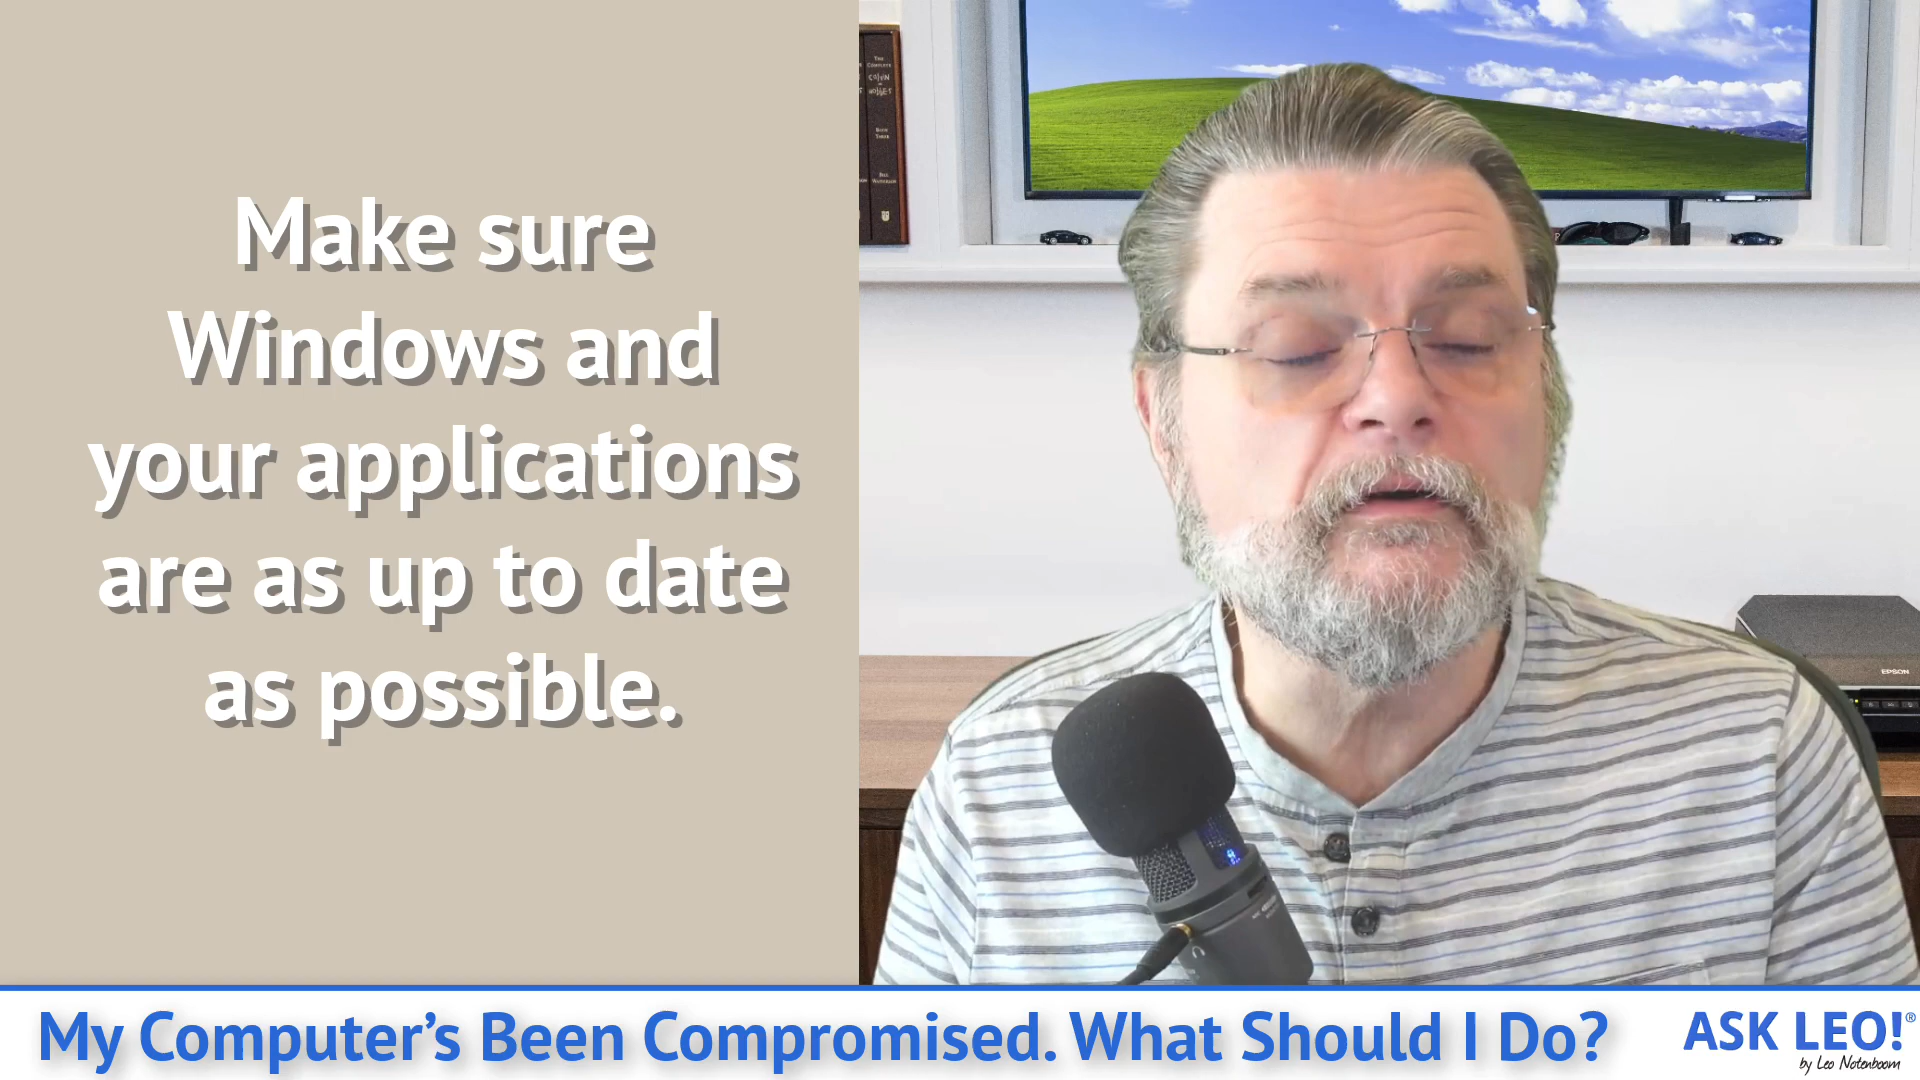 Make sure
Windows and
your applications
are as up to date
as possible.
EPSON
My Computer's Been Compromised. What Should I Do?
ASK LEO!®
by Leo Notenboom